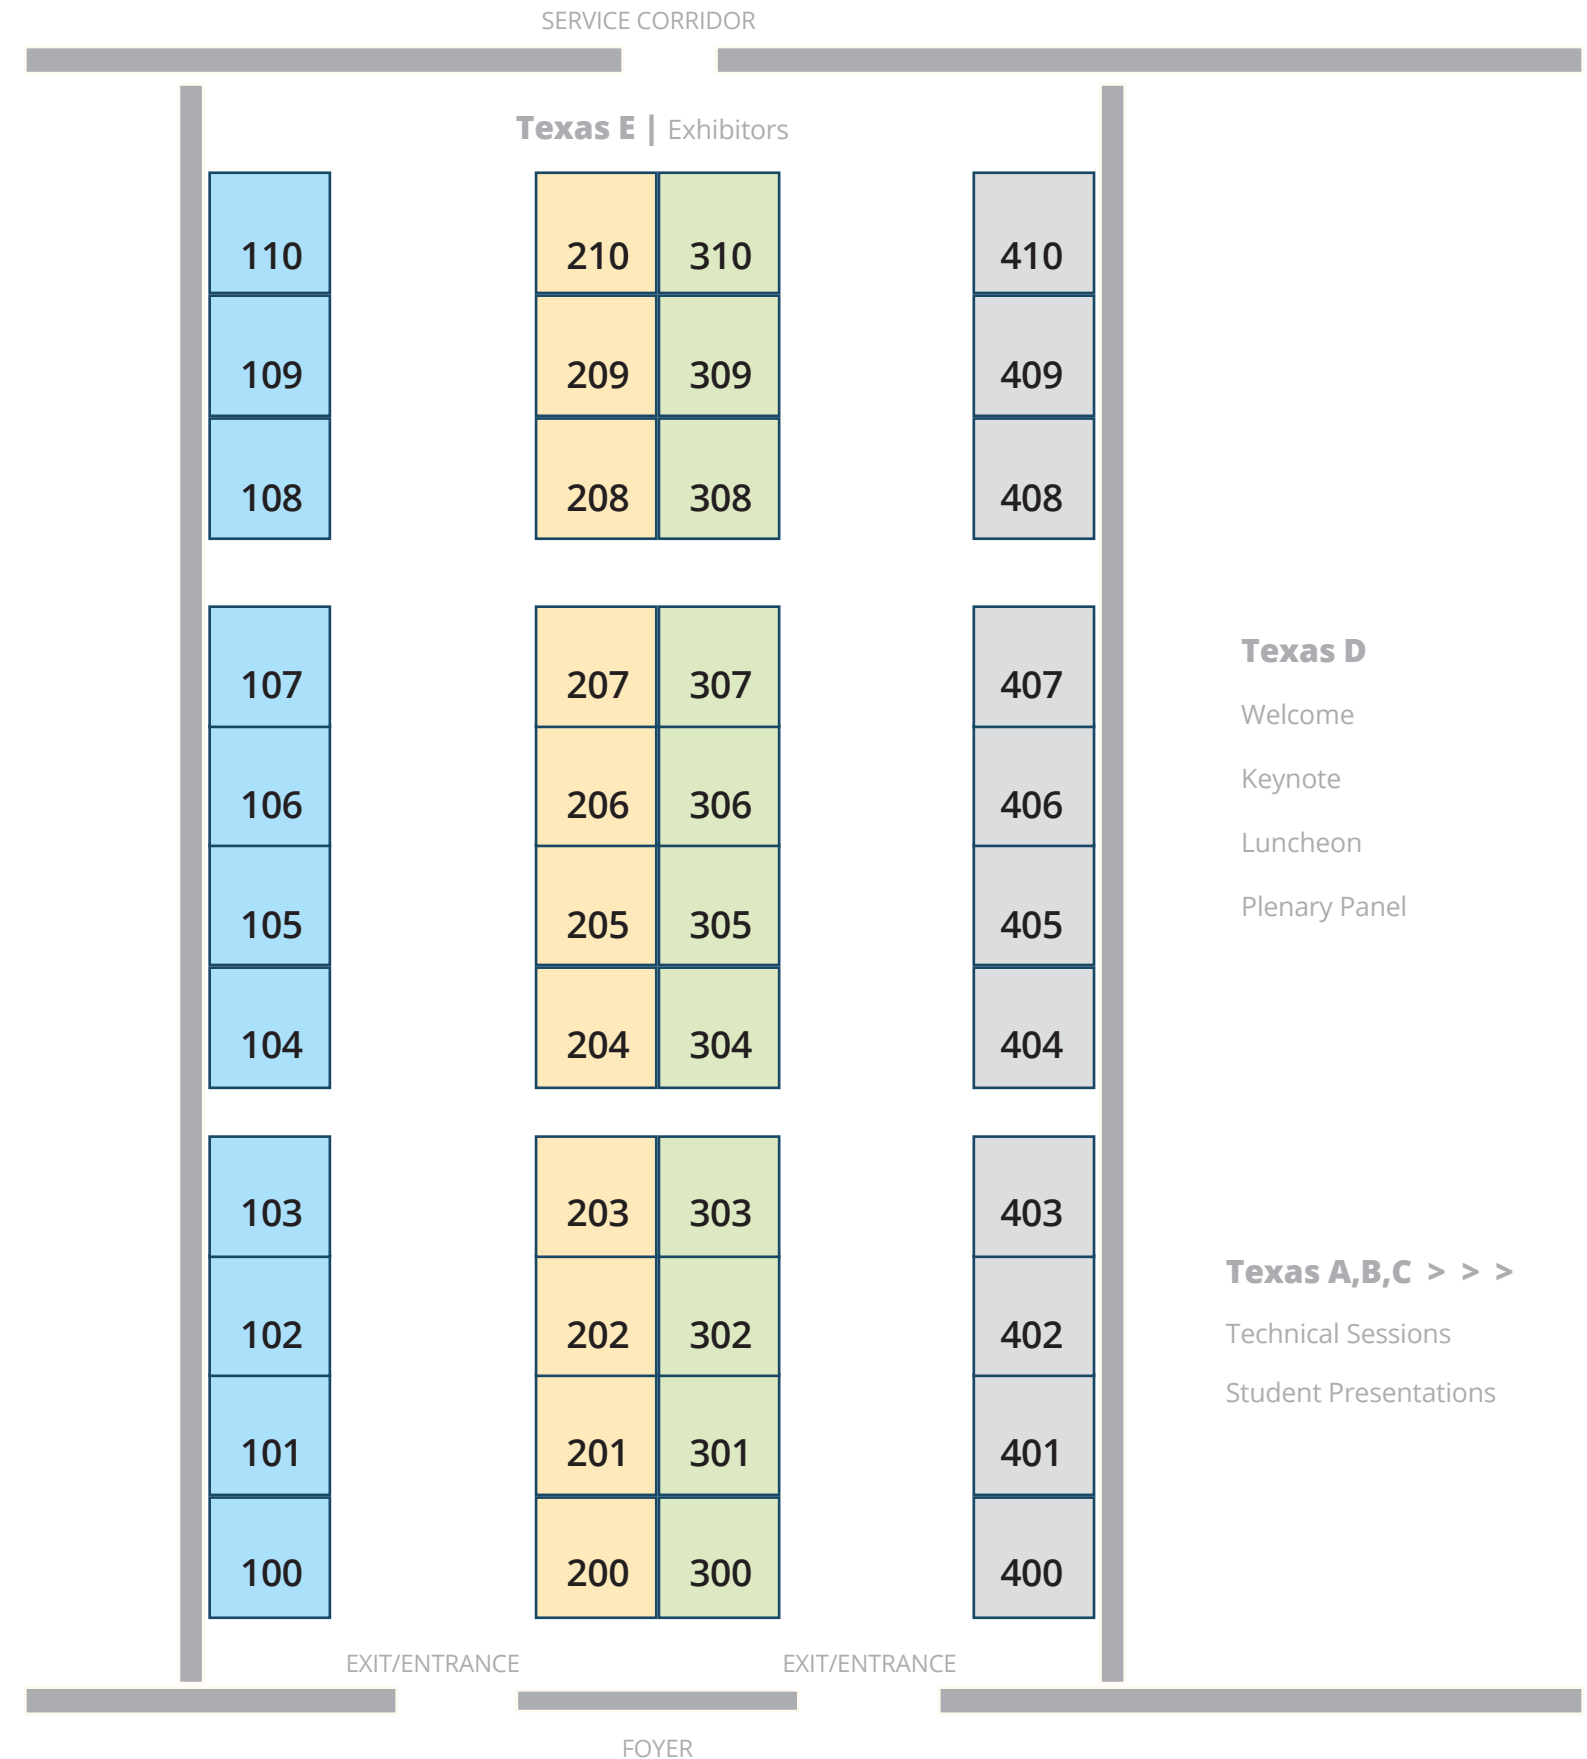 SERVICE CORRIDOR
Texas E | Exhibitors
110 210 310 410
109 209 309 409
108 208 308 408
107 207 307 407
106 206 306 406
105 205 305 405
104 204 304 404
103 203 303 403
102 202 302 402
101 201 301 401
100 200 300 400
Texas D
Welcome
Keynote
Luncheon
Plenary Panel
Texas A,B,C > > >
Technical Sessions
Student Presentations
EXIT/ENTRANCE EXIT/ENTRANCE
FOYER